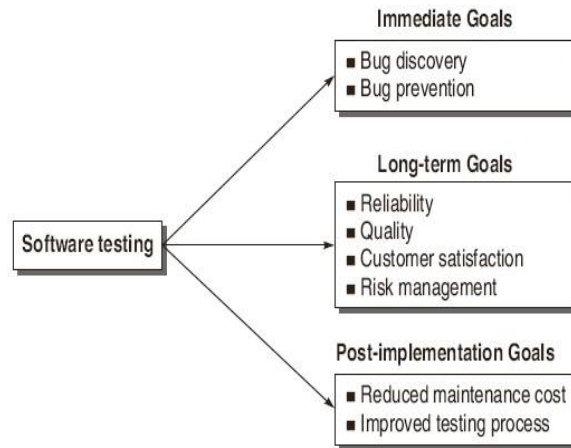 Immediate Goals
■ Bug discovery
■ Bug prevention
Long-term Goals
■ Reliability
■ Quality
■ Customer satisfaction
■ Risk management
Software testing
Post-implementation Goals
■ Reduced maintenance cost
■ Improved testing process